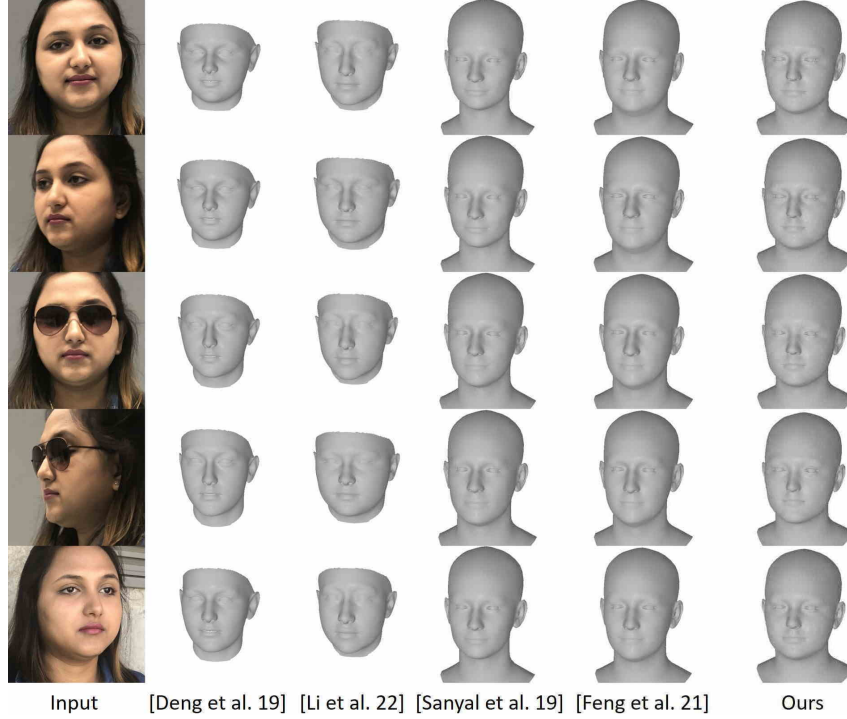 Input [Deng et al. 19] [Li et al. 22] [Sanyal et al. 19] [Feng et al. 21] Ours